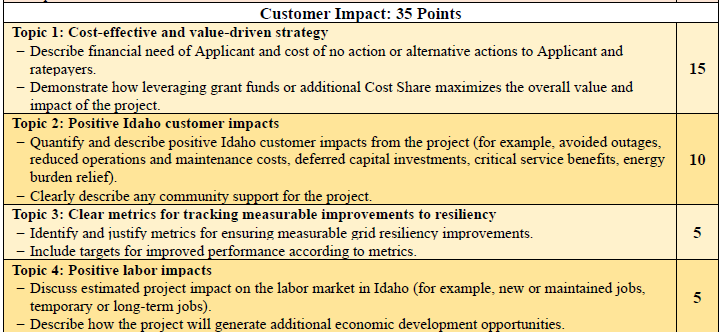 Customer Impact: 35 Points
Topic 1: Cost-effective and value-driven strategy
– Describe financial need of Applicant and cost of no action or alternative actions to Applicant and
ratepayers.
– Demonstrate how leveraging grant funds or additional Cost Share maximizes the overall value and
impact of the project.
15
Topic 2: Positive Idaho customer impacts
– Quantify and describe positive Idaho customer impacts from the project (for example, avoided outages,
reduced operations and maintenance costs, deferred capital investments, critical service benefits, energy
burden relief).
– Clearly describe any community support for the project.
10
Topic 3: Clear metrics for tracking measurable improvements to resiliency
– Identify and justify metrics for ensuring measurable grid resiliency improvements.
– Include targets for improved performance according to metrics.
5
Topic 4: Positive labor impacts
– Discuss estimated project impact on the labor market in Idaho (for example, new or maintained jobs,
temporary or long-term jobs).
– Describe how the project will generate additional economic development opportunities.
5